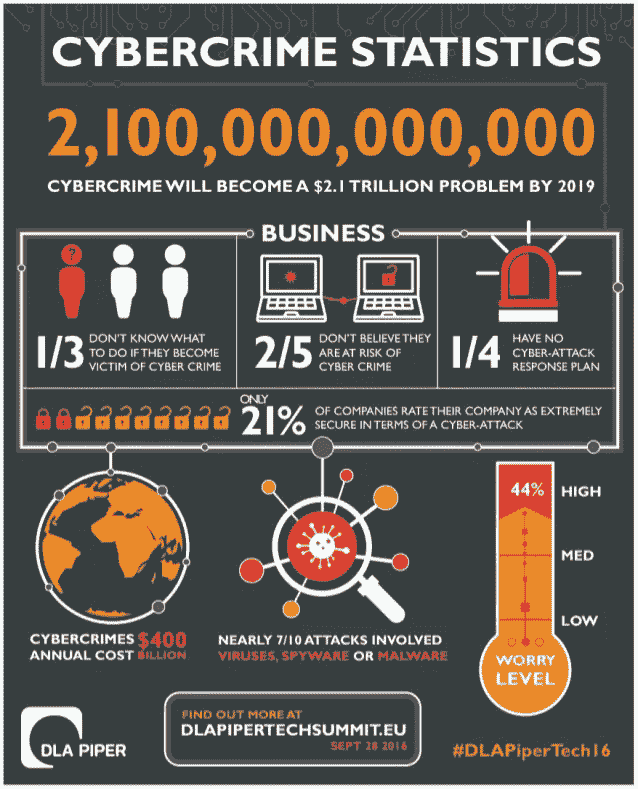 CYBERCRIME STATISTICS
2,100,000,000,000
CYBERCRIME WILL BECOME A $2.1 TRILLION PROBLEM BY 2019
BUSINESS
?
1/3
DON'T KNOW WHAT
TO DO IF THEY BECOME
VICTIM OF CYBER CRIME
2/5
DON'T BELIEVE THEY
ARE AT RISK OF
CYBER CRIME
1/4
HAVE NO
CYBER-ATTACK
RESPONSE PLAN
ONLY
21%
OF COMPANIES RATE THEIR COMPANY AS EXTREMELY
SECURE IN TERMS OF A CYBER-ATTACK
CYBERCRIMES
ANNUAL COST
$400
BILLION
NEARLY 7/10 ATTACKS INVOLVED
VIRUSES, SPYWARE OR MALWARE
44%
HIGH
MED
LOW
WORRY
LEVEL
DLA PIPER
FIND OUT MORE AT
DLAPIPERTECHSUMMIT.EU
SEPT 28 2016
#DLAPiperTech16